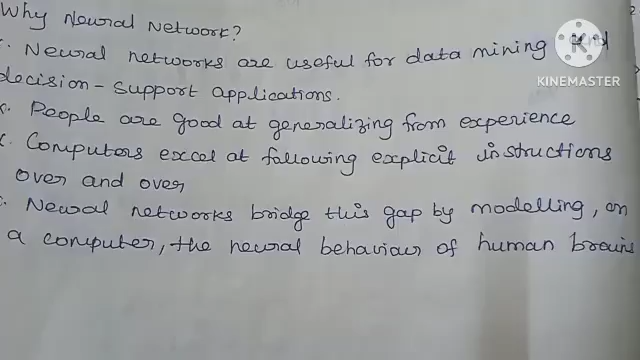 Why Neural Network?
Neural networks are useful for data mining
decision-support applications.
People are good at generalizing from experience
Computers excel at following explicit instructions
over and over
Neural networks bridge this gap by modelling, on
a computer, the neural behaviour of human brains
KINEMASTER
2